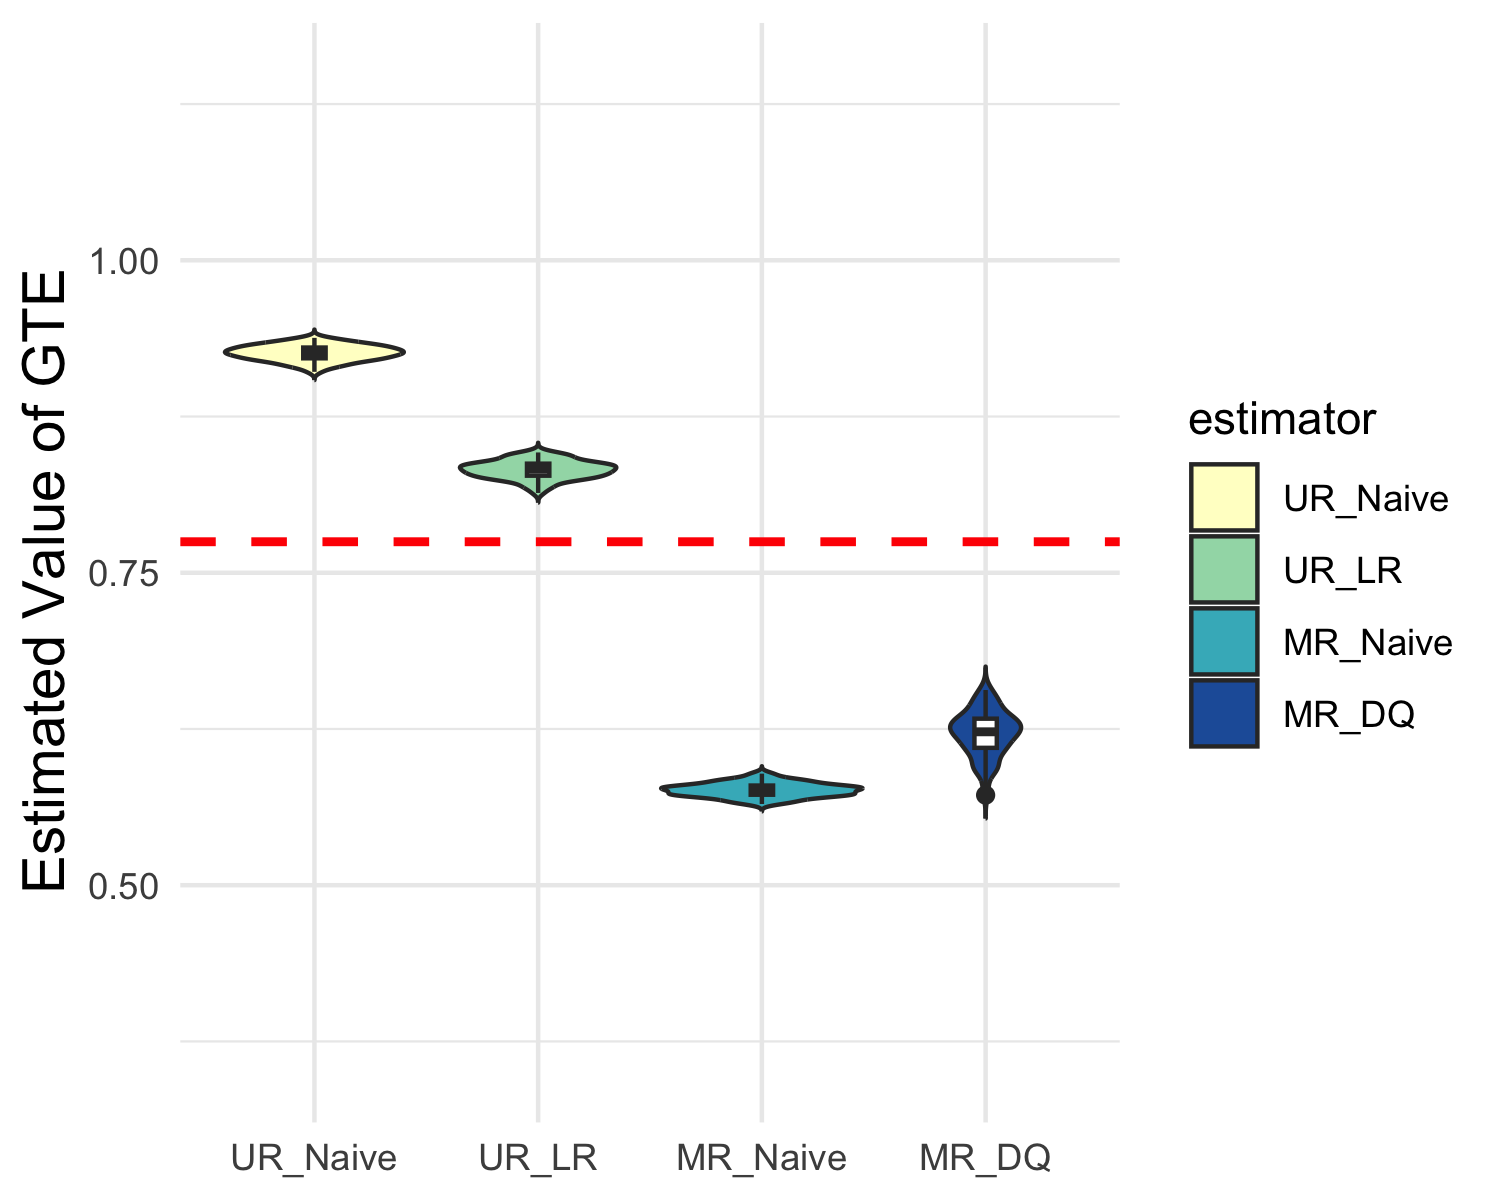 Estimated Value of GTE
1.00
0.75
0.50
UR_Naive
UR_LR
MR_Naive
MR_DQ
estimator
UR_Naive
UR_LR
MR_Naive
MR_DQ